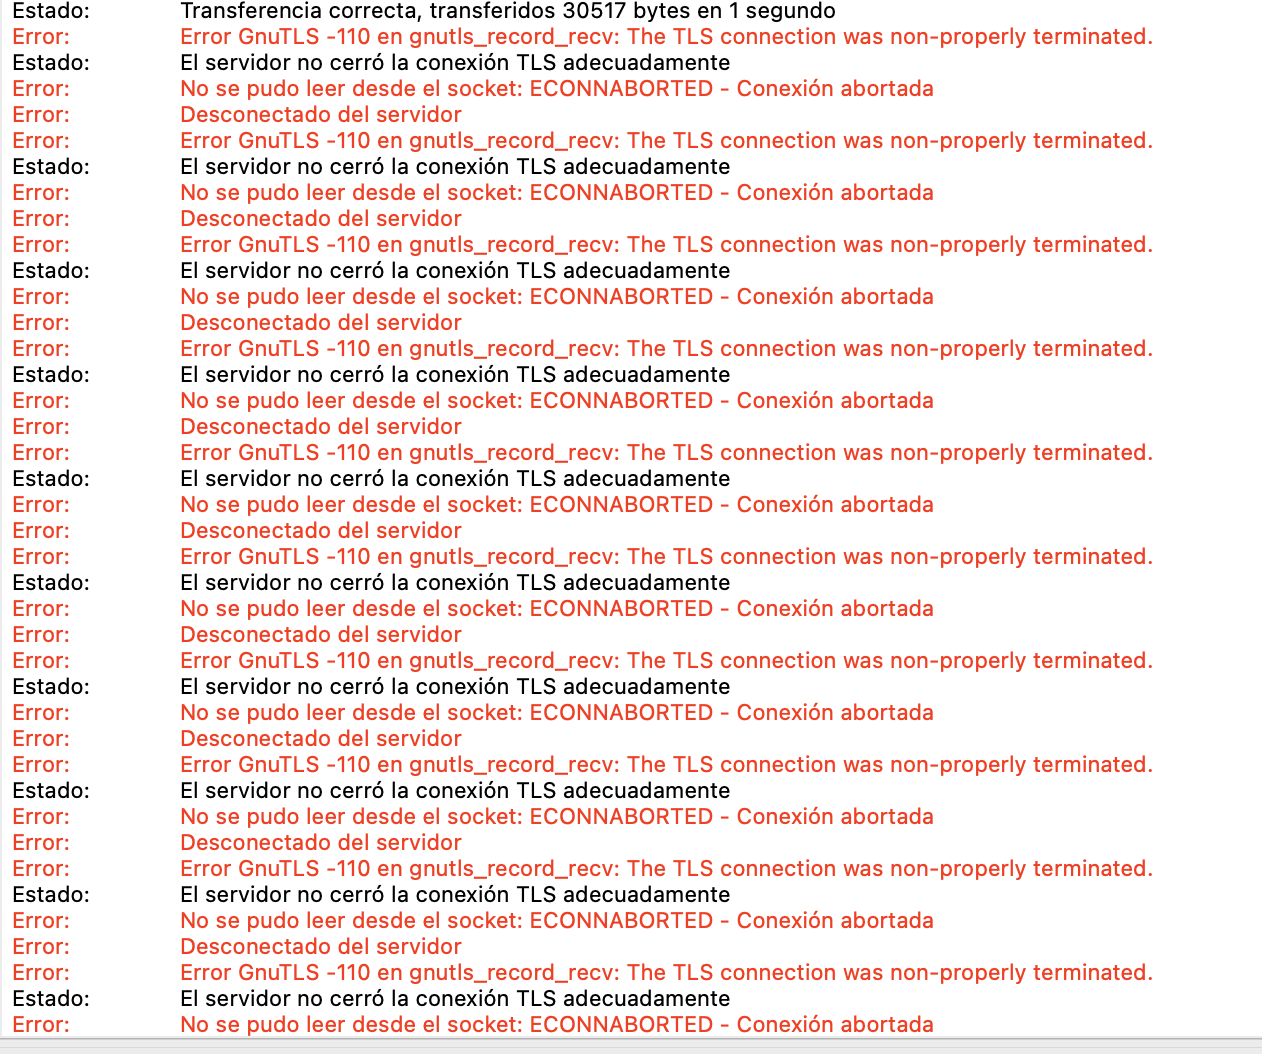 Estado: Transferencia correcta, transferidos 30517 bytes en 1 segundo
Error: Error GnuTLS -110 en gnutls_record_recv: The TLS connection was non-properly terminated.
Estado: El servidor no cerró la conexión TLS adecuadamente
Error: No se pudo leer desde el socket: ECONNABORTED - Conexión abortada
Error: Desconectado del servidor
Error: Error GnuTLS -110 en gnutls_record_recv: The TLS connection was non-properly terminated.
Estado: El servidor no cerró la conexión TLS adecuadamente
Error: No se pudo leer desde el socket: ECONNABORTED - Conexión abortada
Error: Desconectado del servidor
Error: Error GnuTLS -110 en gnutls_record_recv: The TLS connection was non-properly terminated.
Estado: El servidor no cerró la conexión TLS adecuadamente
Error: No se pudo leer desde el socket: ECONNABORTED - Conexión abortada
Error: Desconectado del servidor
Error: Error GnuTLS -110 en gnutls_record_recv: The TLS connection was non-properly terminated.
Estado: El servidor no cerró la conexión TLS adecuadamente
Error: No se pudo leer desde el socket: ECONNABORTED - Conexión abortada
Error: Desconectado del servidor
Error: Error GnuTLS -110 en gnutls_record_recv: The TLS connection was non-properly terminated.
Estado: El servidor no cerró la conexión TLS adecuadamente
Error: No se pudo leer desde el socket: ECONNABORTED - Conexión abortada
Error: Desconectado del servidor
Error: Error GnuTLS -110 en gnutls_record_recv: The TLS connection was non-properly terminated.
Estado: El servidor no cerró la conexión TLS adecuadamente
Error: No se pudo leer desde el socket: ECONNABORTED - Conexión abortada
Error: Desconectado del servidor
Error: Error GnuTLS -110 en gnutls_record_recv: The TLS connection was non-properly terminated.
Estado: El servidor no cerró la conexión TLS adecuadamente
Error: No se pudo leer desde el socket: ECONNABORTED - Conexión abortada
Error: Desconectado del servidor
Error: Error GnuTLS -110 en gnutls_record_recv: The TLS connection was non-properly terminated.
Estado: El servidor no cerró la conexión TLS adecuadamente
Error: No se pudo leer desde el socket: ECONNABORTED - Conexión abortada
Error: Desconectado del servidor
Error: Error GnuTLS -110 en gnutls_record_recv: The TLS connection was non-properly terminated.
Estado: El servidor no cerró la conexión TLS adecuadamente
Error: No se pudo leer desde el socket: ECONNABORTED - Conexión abortada
Error: Desconectado del servidor
Error: Error GnuTLS -110 en gnutls_record_recv: The TLS connection was non-properly terminated.
Estado: El servidor no cerró la conexión TLS adecuadamente
Error: No se pudo leer desde el socket: ECONNABORTED - Conexión abortada